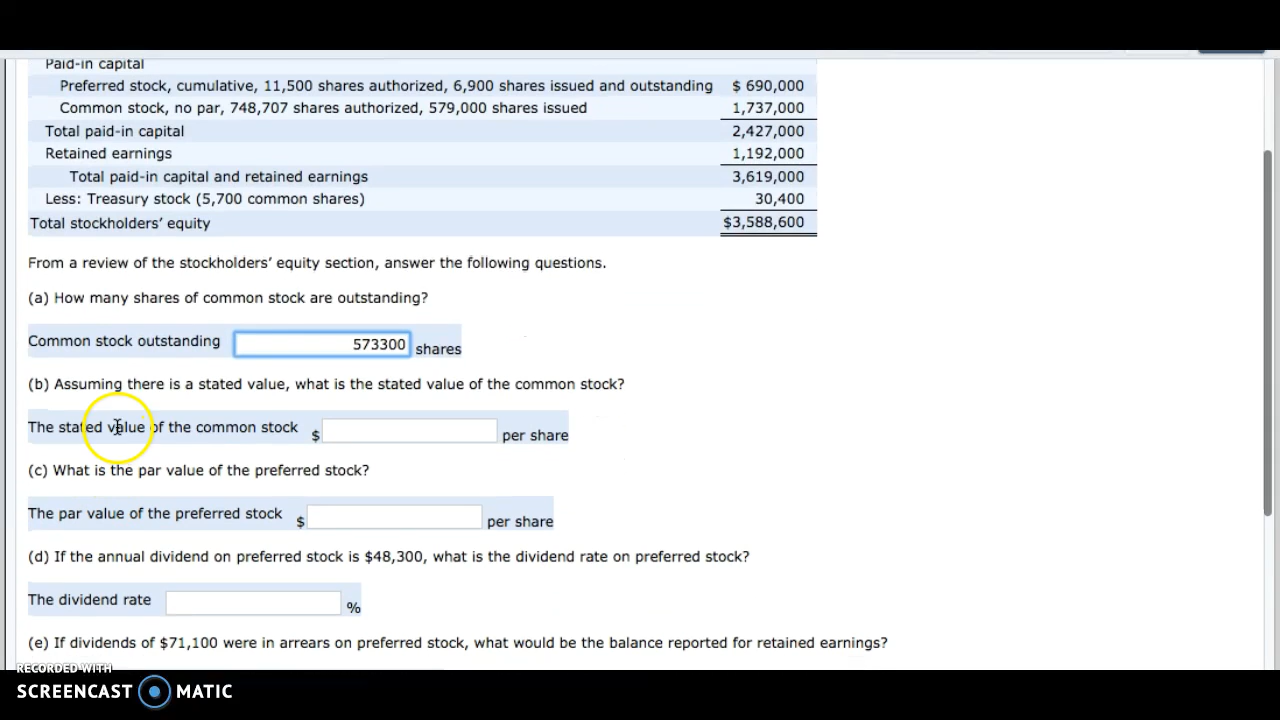 Paid-in capital
Preferred stock, cumulative, 11,500 shares authorized, 6,900 shares issued and outstanding $ 690,000
Common stock, no par, 748,707 shares authorized, 579,000 shares issued 1,737,000
Total paid-in capital 2,427,000
Retained earnings 1,192,000
Total paid-in capital and retained earnings 3,619,000
Less: Treasury stock (5,700 common shares) 30,400
Total stockholders' equity $3,588,600
From a review of the stockholders' equity section, answer the following questions.
(a) How many shares of common stock are outstanding?
Common stock outstanding 573300 shares
(b) Assuming there is a stated value, what is the stated value of the common stock?
The stated value of the common stock $ per share
(c) What is the par value of the preferred stock?
The par value of the preferred stock $ per share
(d) If the annual dividend on preferred stock is $48,300, what is the dividend rate on preferred stock?
The dividend rate %
(e) If dividends of $71,100 were in arrears on preferred stock, what would be the balance reported for retained earnings?
RECORDED WITH
SCREENCAST MATIC